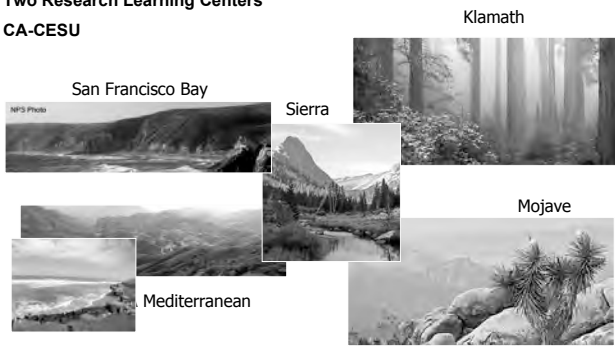 Two Research Learning Centers
CA-CESU
Klamath
San Francisco Bay
NPS Photo
Sierra
Mojave
Mediterranean